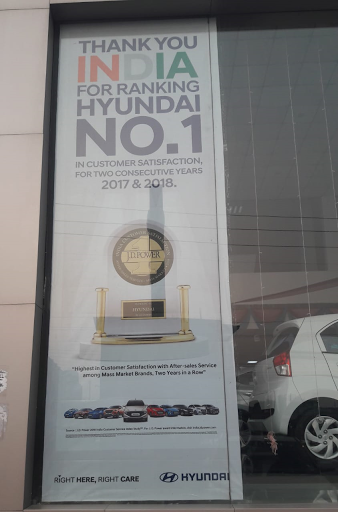 THANK YOU
INDIA
FOR RANKING
HYUNDAI
NO.1
IN CUSTOMER SATISFACTION,
FOR TWO CONSECUTIVE YEARS
2017 & 2018.
J.D. POWER
HYUNDAI
"Highest in Customer Satisfaction with After-sales Service
among Mass Market Brands, Two Years in a Row"
RIGHT HERE, RIGHT CARE
HYUNDAI